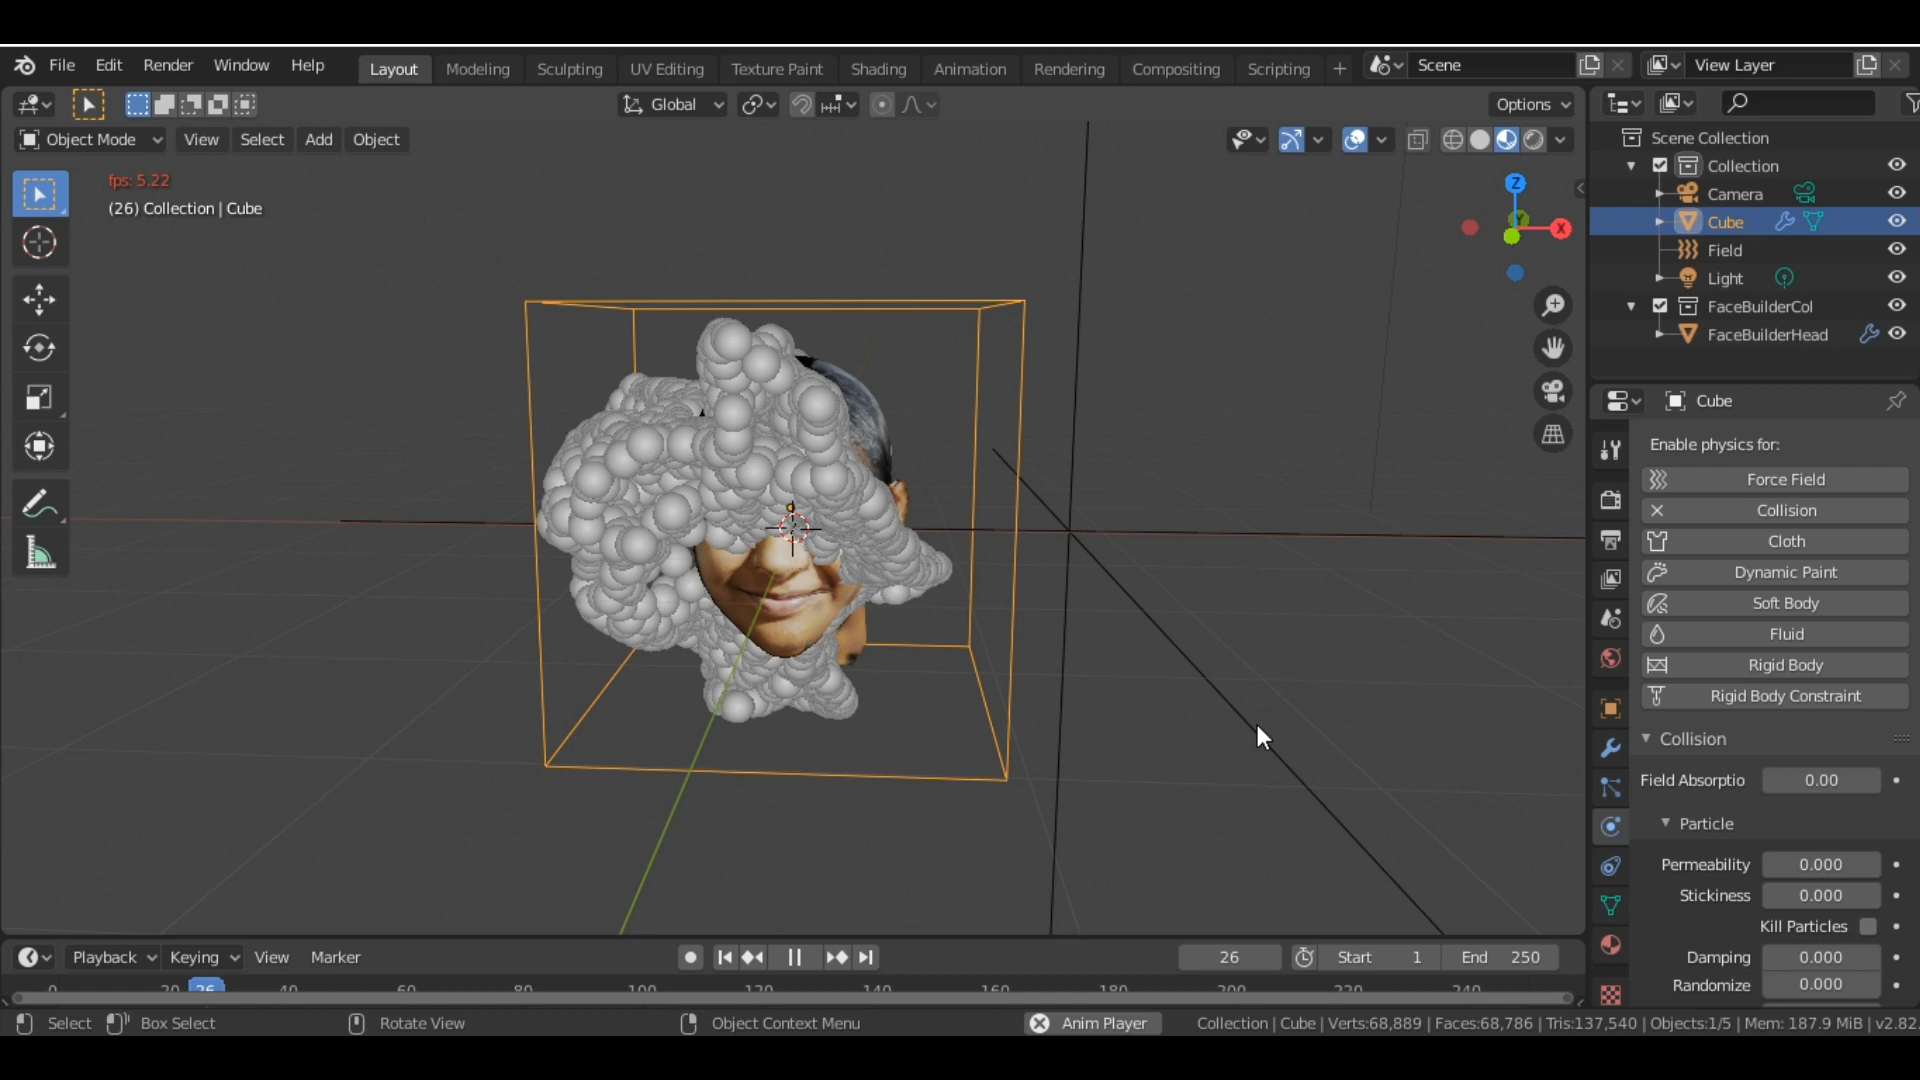 File Edit Render Window Help Layout Modeling Sculpting UV Editing Texture Paint Shading Animation Rendering Compositing Scripting + Scene View Layer
Global Options
Object Mode View Select Add Object
fps: 5.22
(26) Collection | Cube
Z
Y
X
Scene Collection
Collection
Camera
Cube
Field
Light
FaceBuilderCol
FaceBuilderHead
Cube
Enable physics for:
Force Field
Collision
Cloth
Dynamic Paint
Soft Body
Fluid
Rigid Body
Rigid Body Constraint
Collision
Field Absorptio 0.00
Particle
Permeability 0.000
Stickiness 0.000
Kill Particles
Damping 0.000
Randomize 0.000
Playback Keying View Marker 26 Start 1 End 250
0 20 26 40 60 80 100 120 140 160 180 200 220 240
Select Box Select Rotate View Object Context Menu Anim Player Collection | Cube | Verts:68,889 | Faces:68,786 | Tris:137,540 | Objects:1/5 | Mem: 187.9 MiB | v2.82.